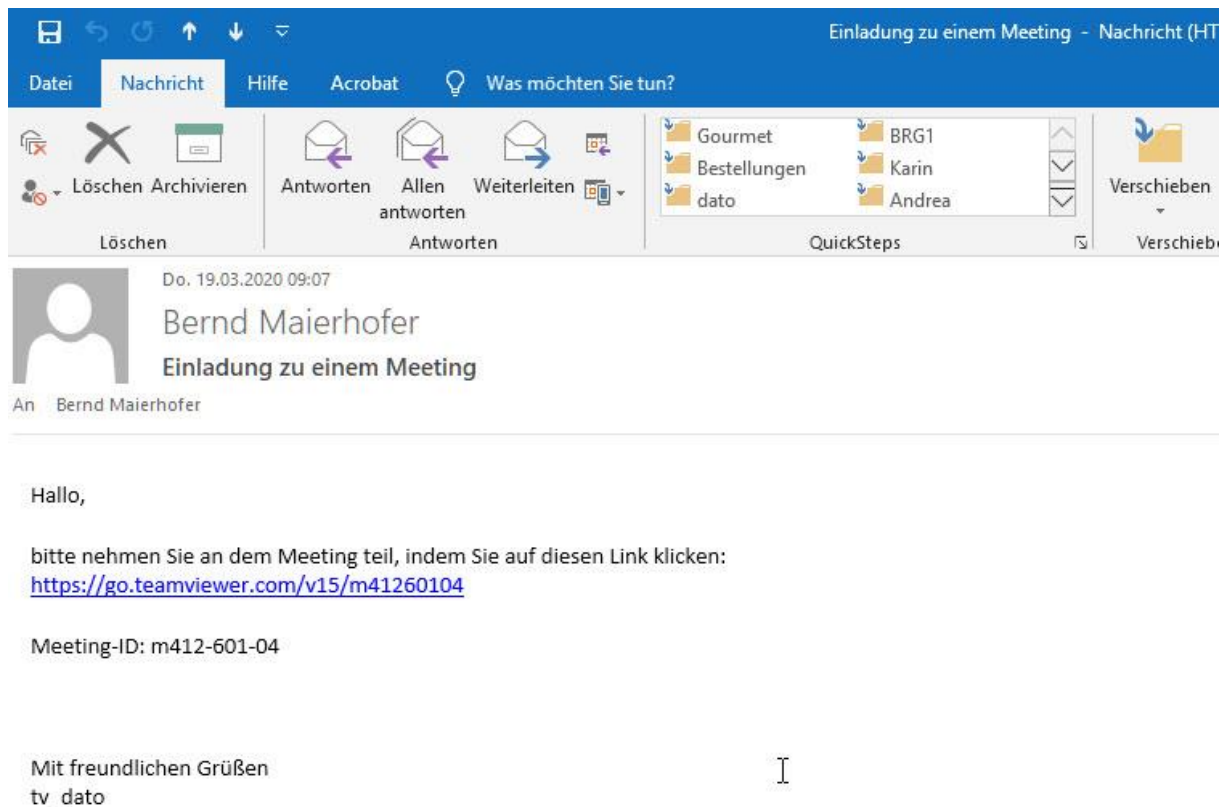 Einladung zu einem Meeting - Nachricht (HT
Datei Nachricht Hilfe Acrobat Was möchten Sie tun?
Löschen Archivieren
Antworten Allen antworten Weiterleiten
Gourmet BRG1
Bestellungen Karin
dato Andrea
Verschieben
Löschen Antworten QuickSteps Verschiebe
Do. 19.03.2020 09:07
Bernd Maierhofer
Einladung zu einem Meeting
An Bernd Maierhofer
Hallo,
bitte nehmen Sie an dem Meeting teil, indem Sie auf diesen Link klicken:
https://go.teamviewer.com/v15/m41260104
Meeting-ID: m412-601-04
Mit freundlichen Grüßen
tv dato